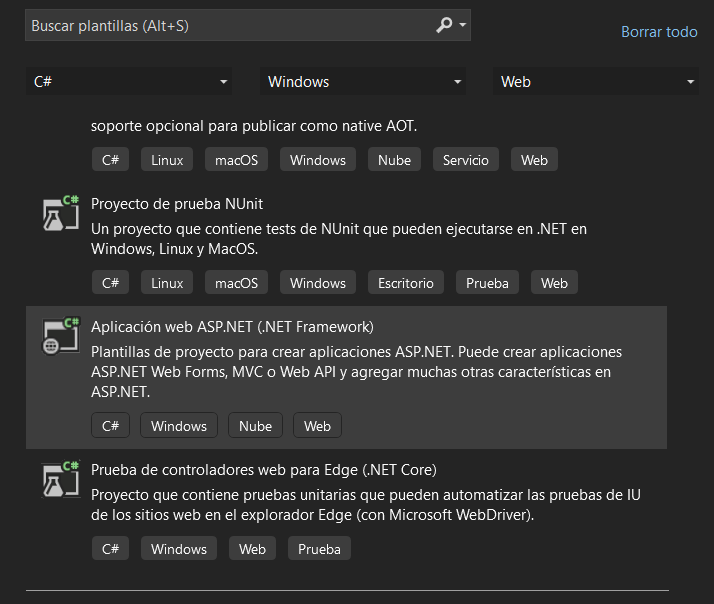 Buscar plantillas (Alt+S)
Borrar todo
C# Windows Web
soporte opcional para publicar como native AOT.
C# Linux macOS Windows Nube Servicio Web
C#
Proyecto de prueba NUnit
Un proyecto que contiene tests de NUnit que pueden ejecutarse en .NET en
Windows, Linux y MacOS.
C# Linux macOS Windows Escritorio Prueba Web
C#
Aplicación web ASP.NET (.NET Framework)
Plantillas de proyecto para crear aplicaciones ASP.NET. Puede crear aplicaciones
ASP.NET Web Forms, MVC o Web API y agregar muchas otras características en
ASP.NET.
C# Windows Nube Web
C#
Prueba de controladores web para Edge (.NET Core)
Proyecto que contiene pruebas unitarias que pueden automatizar las pruebas de IU
de los sitios web en el explorador Edge (con Microsoft WebDriver).
C# Windows Web Prueba